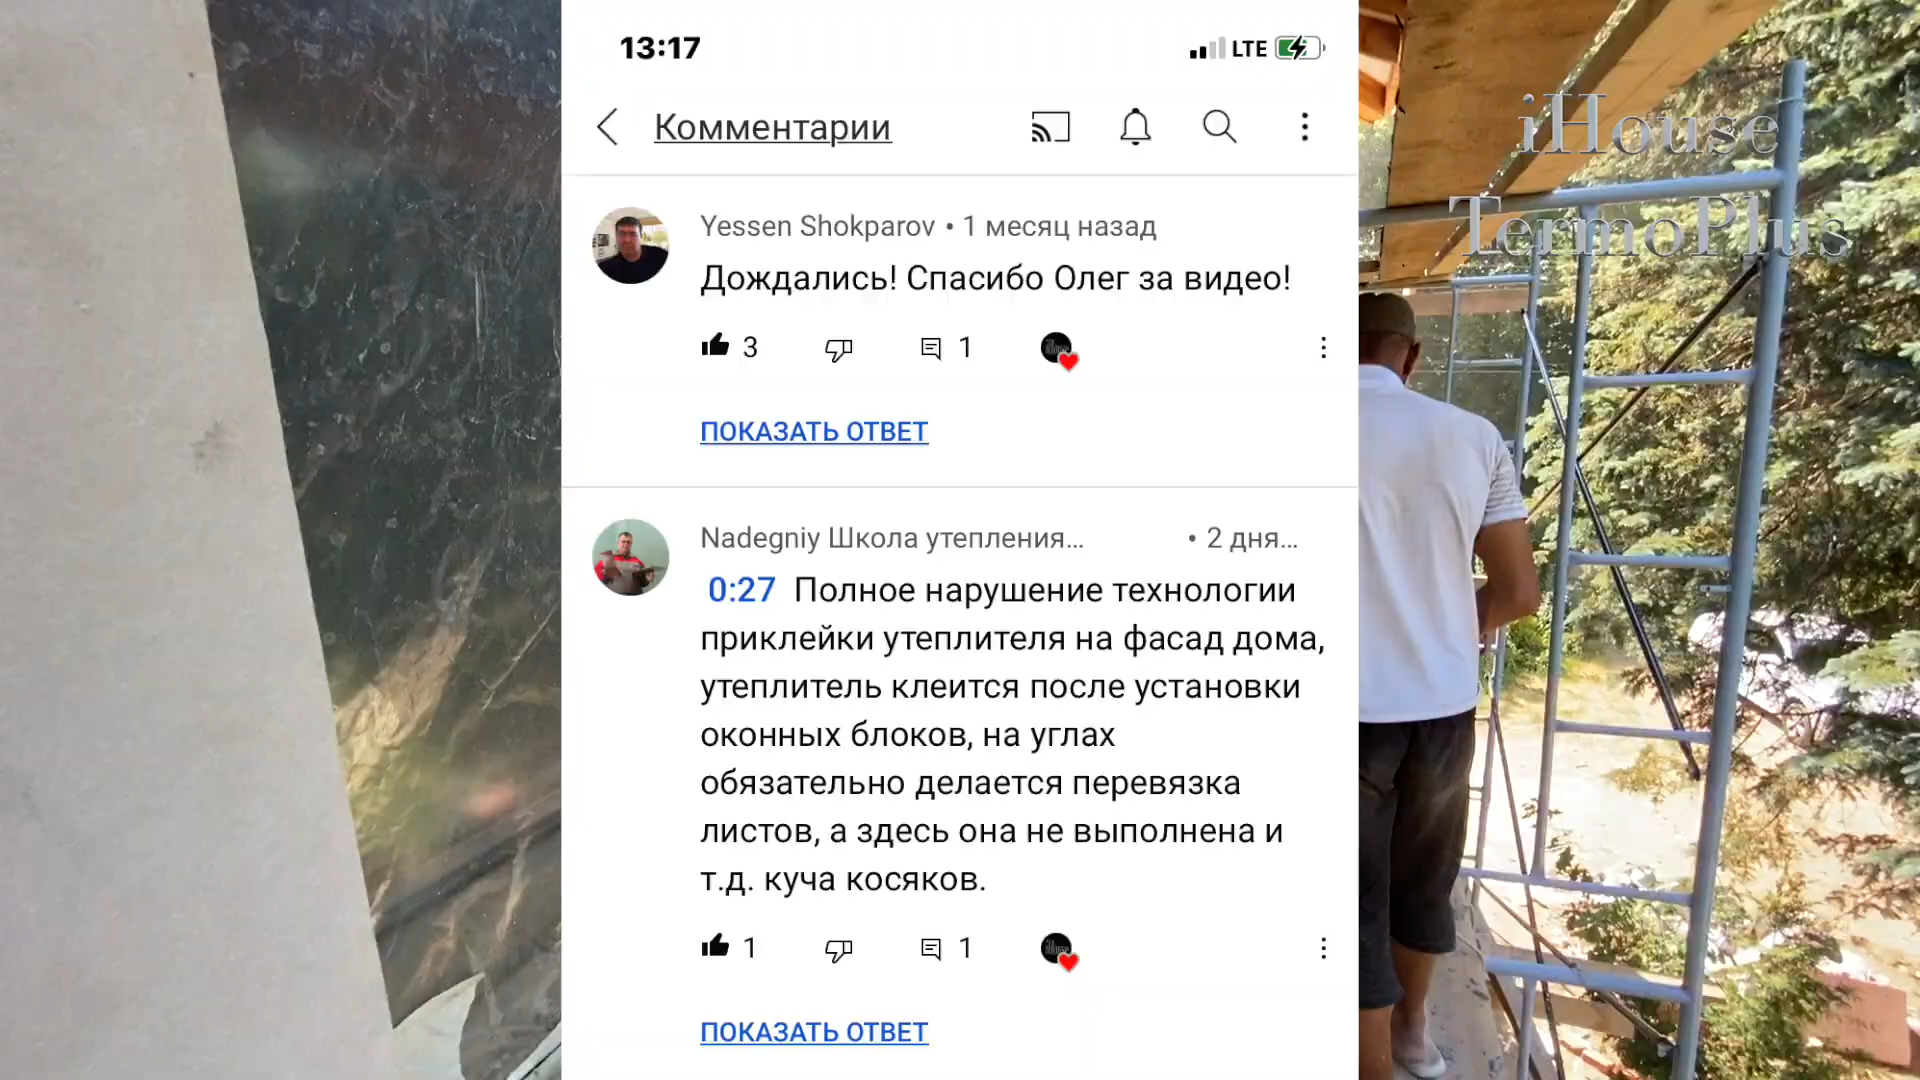 13:17
LTE
Комментарии
iHouse
TermoPlus
Yessen Shokparov • 1 месяц назад
Дождались! Спасибо Олег за видео!
3
1
ПОКАЗАТЬ ОТВЕТ
Nadegniy Школа утепления… • 2 дня…
0:27 Полное нарушение технологии
приклейки утеплителя на фасад дома,
утеплитель клеится после установки
оконных блоков, на углах
обязательно делается перевязка
листов, а здесь она не выполнена и
т.д. куча косяков.
1
1
ПОКАЗАТЬ ОТВЕТ